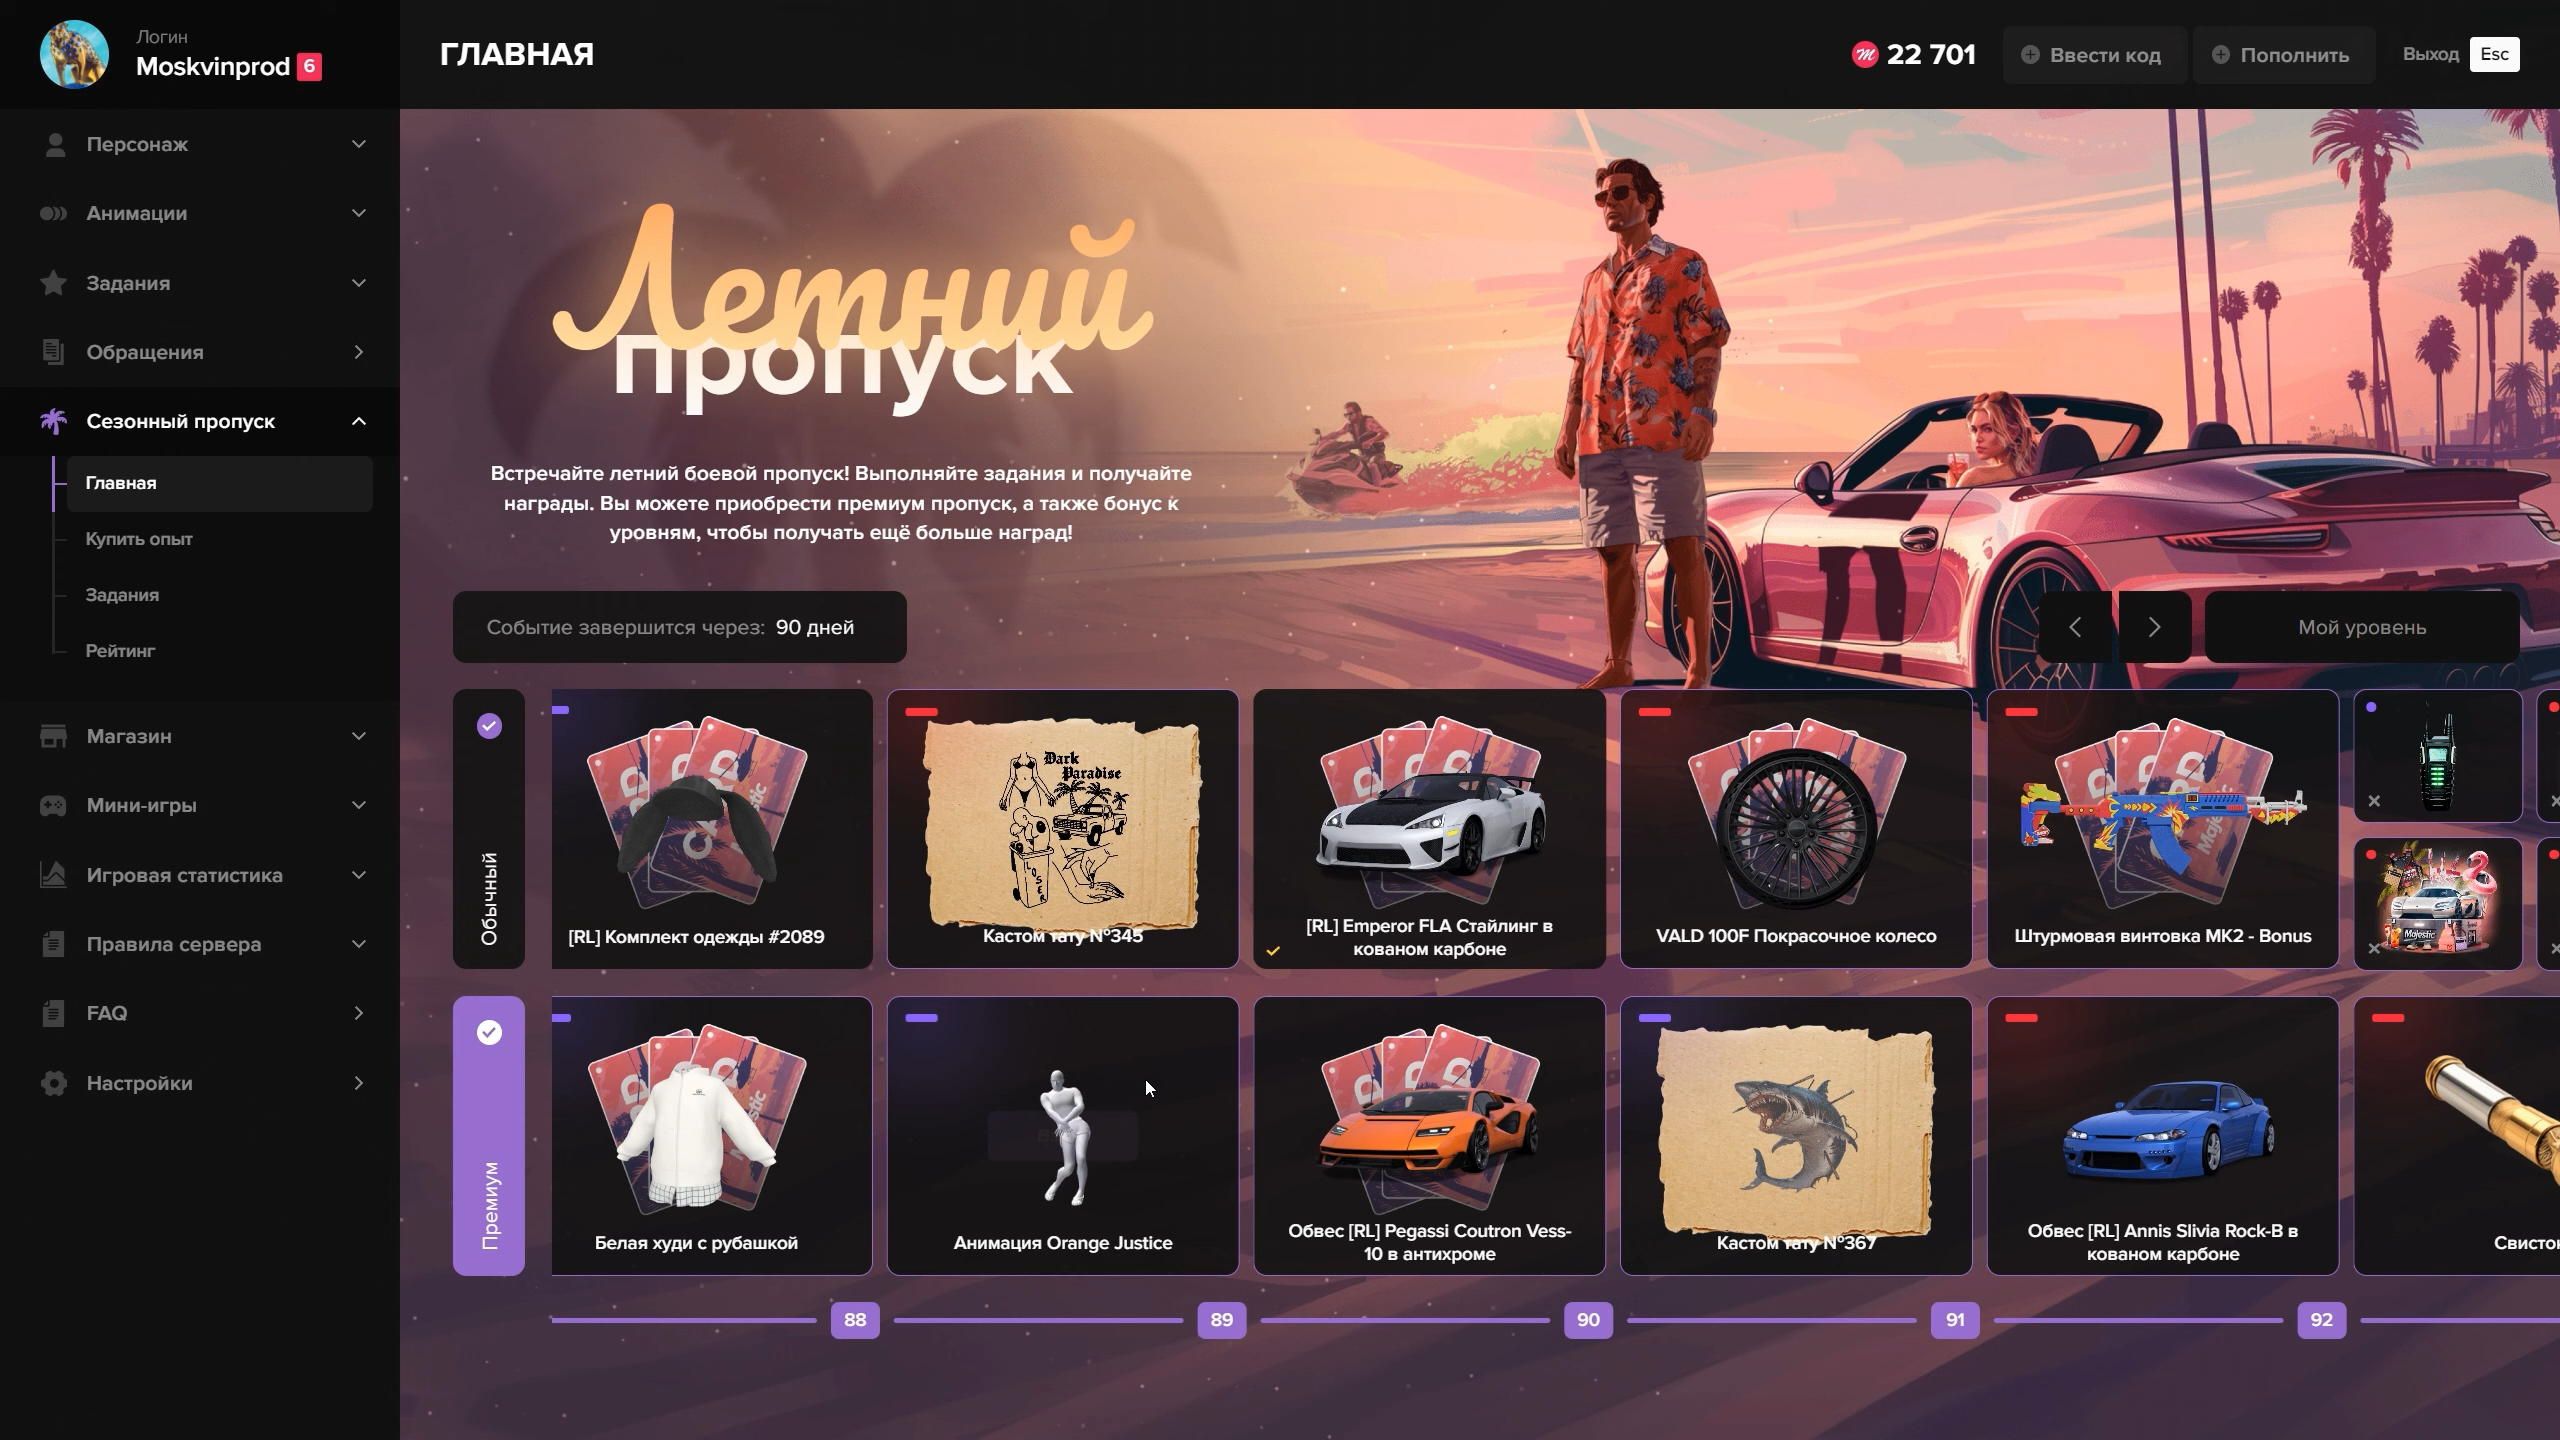 Логин
Moskvinprod 6
ГЛАВНАЯ
22 701
Ввести код
Пополнить
Выход Esc
Персонаж
Анимации
Задания
Обращения
Сезонный пропуск
Главная
Купить опыт
Задания
Рейтинг
Магазин
Мини-игры
Игровая статистика
Правила сервера
FAQ
Настройки
Летний
пропуск
Встречайте летний боевой пропуск! Выполняйте задания и получайте
награды. Вы можете приобрести премиум пропуск, а также бонус к
уровням, чтобы получать ещё больше наград!
Событие завершится через: 90 дней
Мой уровень
Обычный
[RL] Комплект одежды #2089
Dark
Paradise
LOSER
Кастом тату №345
[RL] Emperor FLA Стайлинг в
кованом карбоне
VALD 100F Покрасочное колесо
Штурмовая винтовка MK2 - Bonus
Majestic
Премиум
Белая худи с рубашкой
Анимация Orange Justice
Обвес [RL] Pegassi Coutron Vess-
10 в антихроме
Кастом тату №367
Обвес [RL] Annis Slivia Rock-B в
кованом карбоне
Свисток
88
89
90
91
92